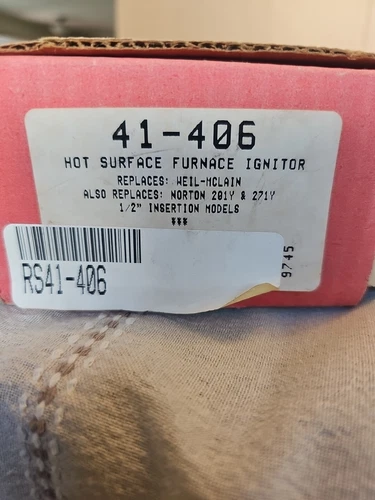 41-406
HOT SURFACE FURNACE IGNITOR
REPLACES: WEIL-MCLAIN
ALSO REPLACES: NORTON 201Y & 271Y
1/2" INSERTION MODELS
***
9745
RS41-406